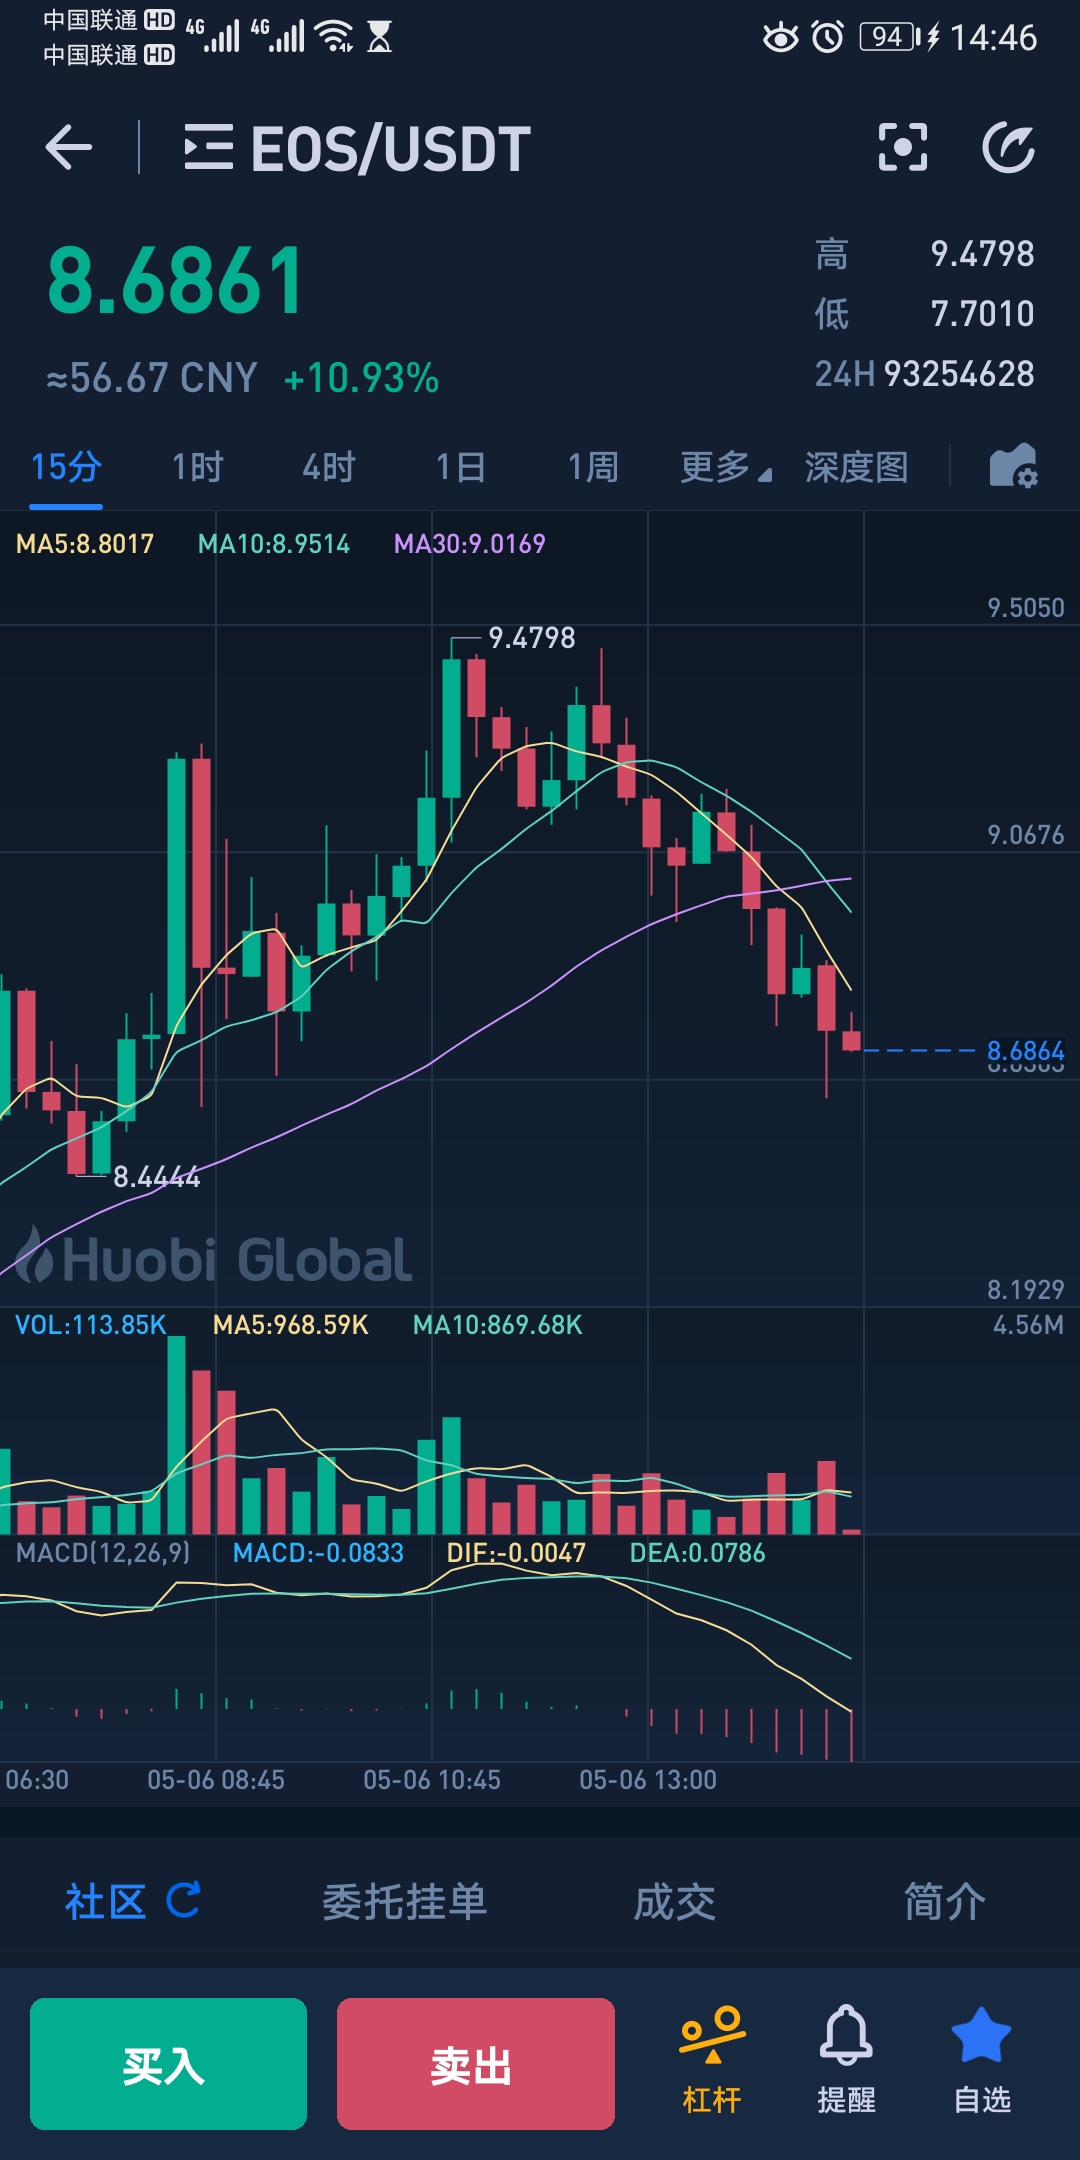 中国联通 HD 4G 4G 94 14:46
中国联通 HD
EOS/USDT
8.6861
≈56.67 CNY +10.93%
高 9.4798
低 7.7010
24H 93254628
15分 1时 4时 1日 1周 更多 深度图
MA5:8.8017 MA10:8.9514 MA30:9.0169
9.5050
9.4798
9.0676
8.6864
8.4444
Huobi Global
8.1929
VOL:113.85K MA5:968.59K MA10:869.68K 4.56M
MACD(12,26,9) MACD:-0.0833 DIF:-0.0047 DEA:0.0786
06:30 05-06 08:45 05-06 10:45 05-06 13:00
社区 委托挂单 成交 简介
买入 卖出 杠杆 提醒 自选